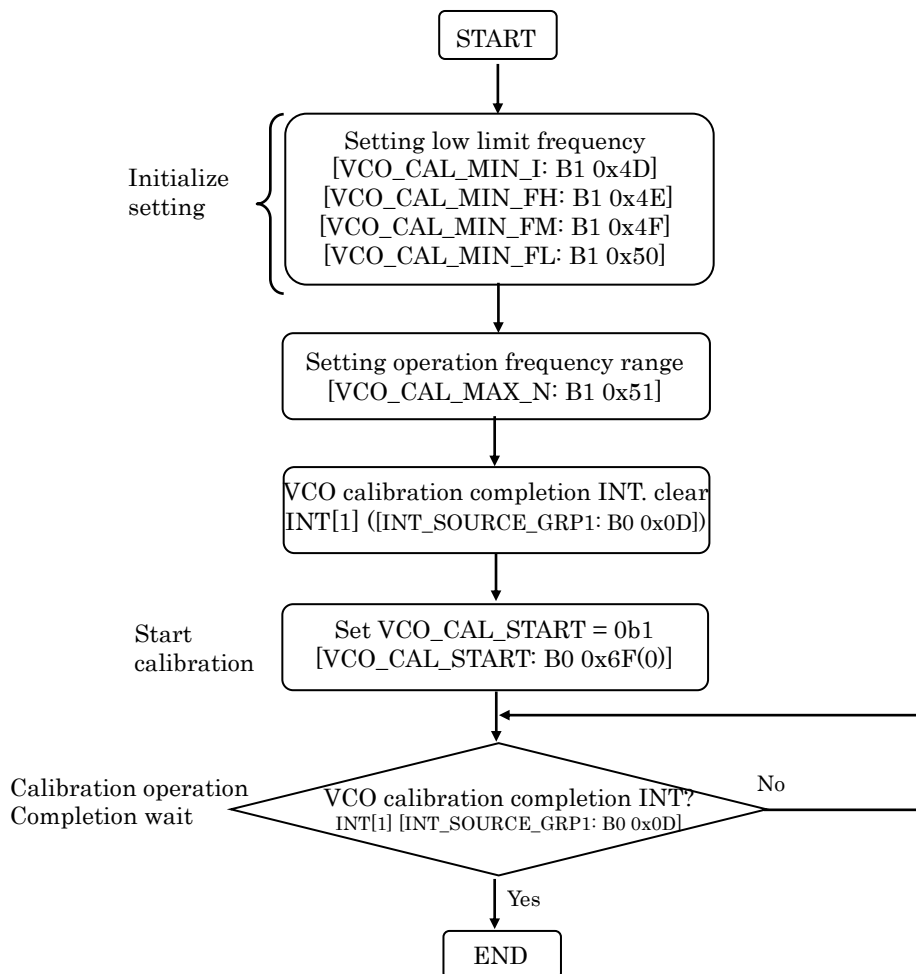 START
Initialize
setting
Setting low limit frequency
[VCO_CAL_MIN_I: B1 0x4D]
[VCO_CAL_MIN_FH: B1 0x4E]
[VCO_CAL_MIN_FM: B1 0x4F]
[VCO_CAL_MIN_FL: B1 0x50]
Setting operation frequency range
[VCO_CAL_MAX_N: B1 0x51]
VCO calibration completion INT. clear
INT[1] ([INT_SOURCE_GRP1: B0 0x0D])
Start
calibration
Set VCO_CAL_START = 0b1
[VCO_CAL_START: B0 0x6F(0)]
Calibration operation
Completion wait
VCO calibration completion INT?
INT[1] [INT_SOURCE_GRP1: B0 0x0D]
No
Yes
END